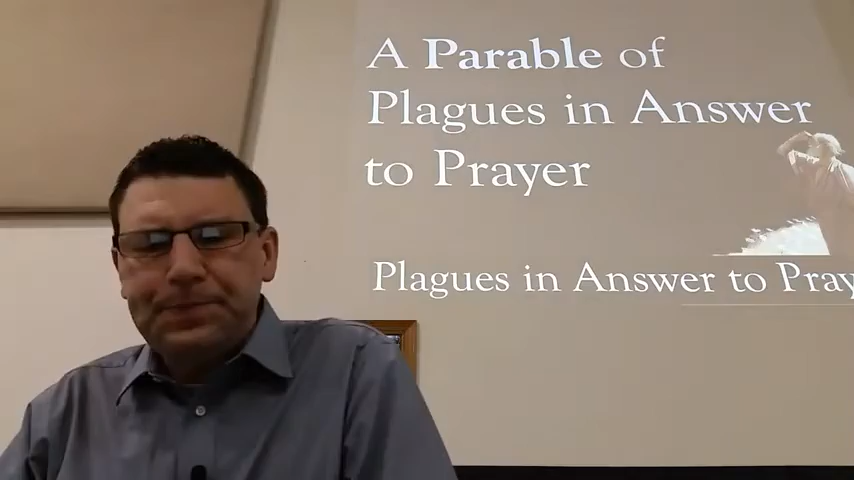 A Parable of
Plagues in Answer
to Prayer
Plagues in Answer to Pray